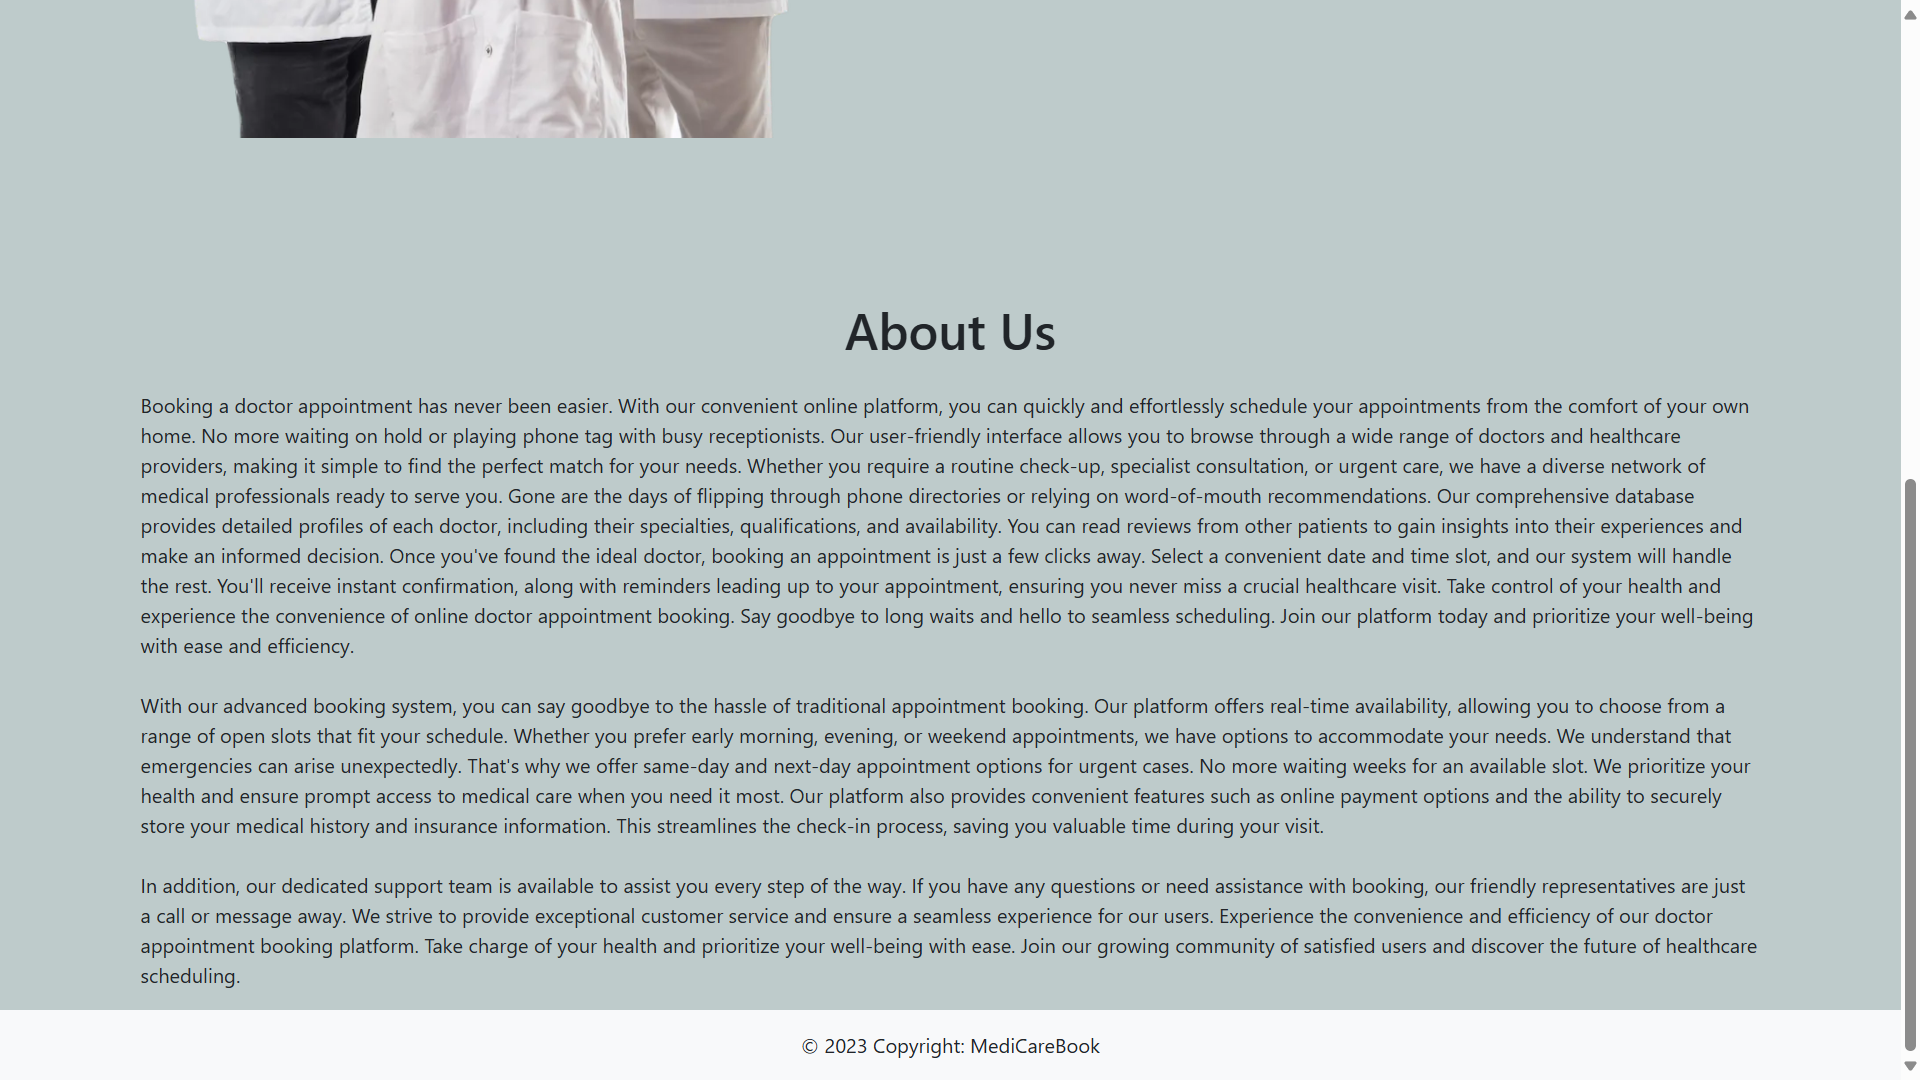 About Us
Booking a doctor appointment has never been easier. With our convenient online platform, you can quickly and effortlessly schedule your appointments from the comfort of your own
home. No more waiting on hold or playing phone tag with busy receptionists. Our user-friendly interface allows you to browse through a wide range of doctors and healthcare
providers, making it simple to find the perfect match for your needs. Whether you require a routine check-up, specialist consultation, or urgent care, we have a diverse network of
medical professionals ready to serve you. Gone are the days of flipping through phone directories or relying on word-of-mouth recommendations. Our comprehensive database
provides detailed profiles of each doctor, including their specialties, qualifications, and availability. You can read reviews from other patients to gain insights into their experiences and
make an informed decision. Once you've found the ideal doctor, booking an appointment is just a few clicks away. Select a convenient date and time slot, and our system will handle
the rest. You'll receive instant confirmation, along with reminders leading up to your appointment, ensuring you never miss a crucial healthcare visit. Take control of your health and
experience the convenience of online doctor appointment booking. Say goodbye to long waits and hello to seamless scheduling. Join our platform today and prioritize your well-being
with ease and efficiency.
With our advanced booking system, you can say goodbye to the hassle of traditional appointment booking. Our platform offers real-time availability, allowing you to choose from a
range of open slots that fit your schedule. Whether you prefer early morning, evening, or weekend appointments, we have options to accommodate your needs. We understand that
emergencies can arise unexpectedly. That's why we offer same-day and next-day appointment options for urgent cases. No more waiting weeks for an available slot. We prioritize your
health and ensure prompt access to medical care when you need it most. Our platform also provides convenient features such as online payment options and the ability to securely
store your medical history and insurance information. This streamlines the check-in process, saving you valuable time during your visit.
In addition, our dedicated support team is available to assist you every step of the way. If you have any questions or need assistance with booking, our friendly representatives are just
a call or message away. We strive to provide exceptional customer service and ensure a seamless experience for our users. Experience the convenience and efficiency of our doctor
appointment booking platform. Take charge of your health and prioritize your well-being with ease. Join our growing community of satisfied users and discover the future of healthcare
scheduling.
© 2023 Copyright: MediCareBook